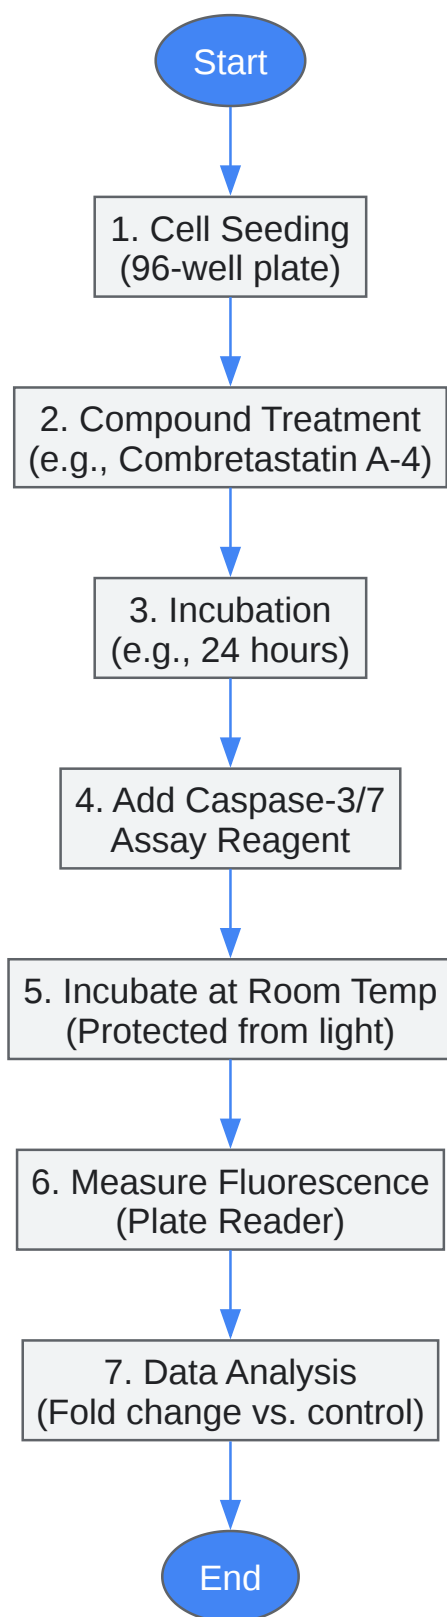 Start
1. Cell Seeding
(96-well plate)
2. Compound Treatment
(e.g., Combretastatin A-4)
3. Incubation
(e.g., 24 hours)
4. Add Caspase-3/7
Assay Reagent
5. Incubate at Room Temp
(Protected from light)
6. Measure Fluorescence
(Plate Reader)
7. Data Analysis
(Fold change vs. control)
End